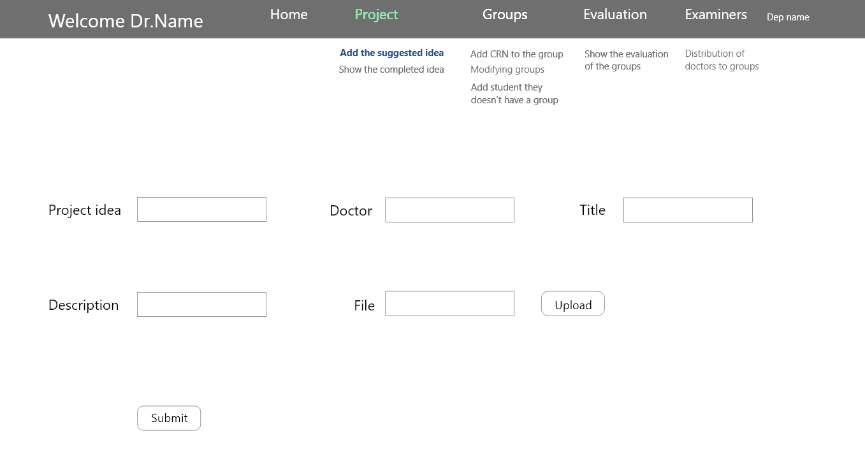 Welcome Dr.Name Home Project Groups Evaluation Examiners Dep name
Add the suggested idea
Show the completed idea
Add CRN to the group
Modifying groups
Add student they
doesn't have a group
Show the evaluation
of the groups
Distribution of
doctors to groups
Project idea Doctor Title
Description File Upload
Submit